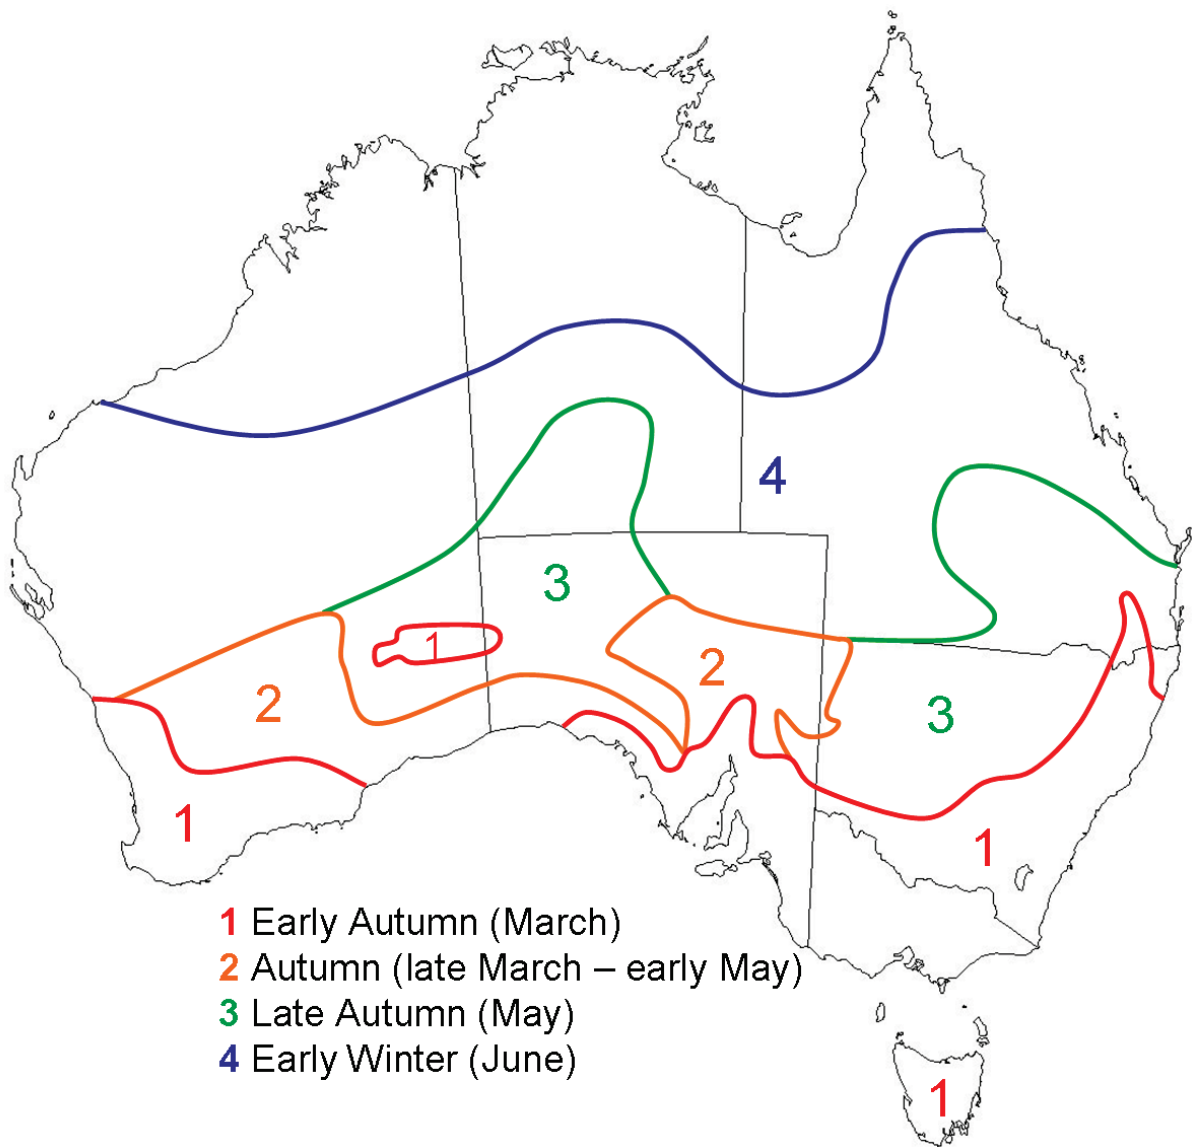 4
3
1
2
2
3
1
1
1 Early Autumn (March)
2 Autumn (late March – early May)
3 Late Autumn (May)
4 Early Winter (June)
1